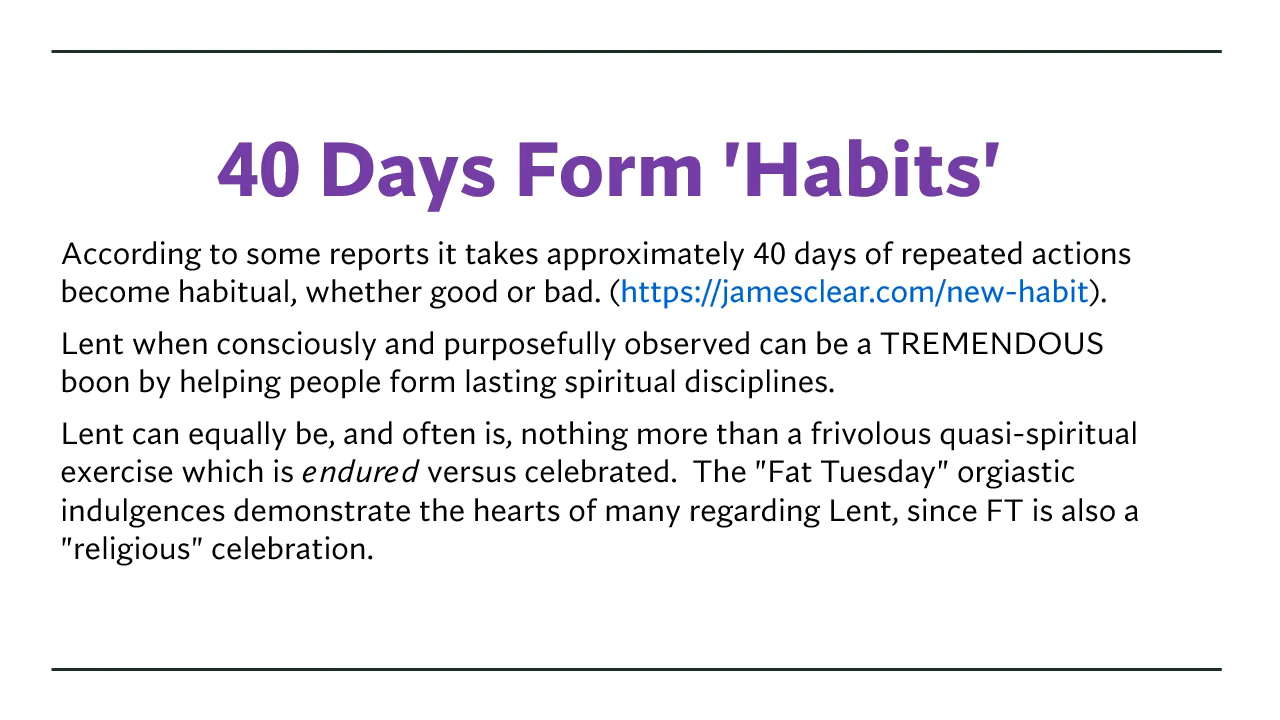 40 Days Form 'Habits'
According to some reports it takes approximately 40 days of repeated actions
become habitual, whether good or bad. (https://jamesclear.com/new-habit).
Lent when consciously and purposefully observed can be a TREMENDOUS
boon by helping people form lasting spiritual disciplines.
Lent can equally be, and often is, nothing more than a frivolous quasi-spiritual
exercise which is endured versus celebrated.  The "Fat Tuesday" orgiastic
indulgences demonstrate the hearts of many regarding Lent, since FT is also a
"religious" celebration.